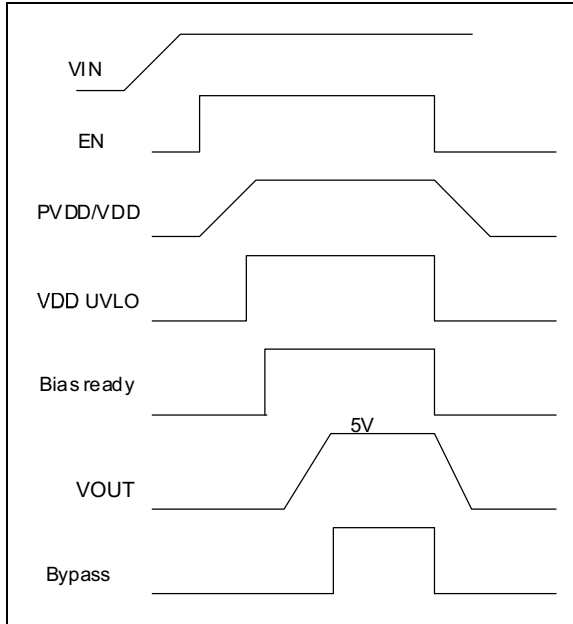 VIN
EN
PVDD/VDD
VDD UVLO
Bias ready
5V
VOUT
Bypass